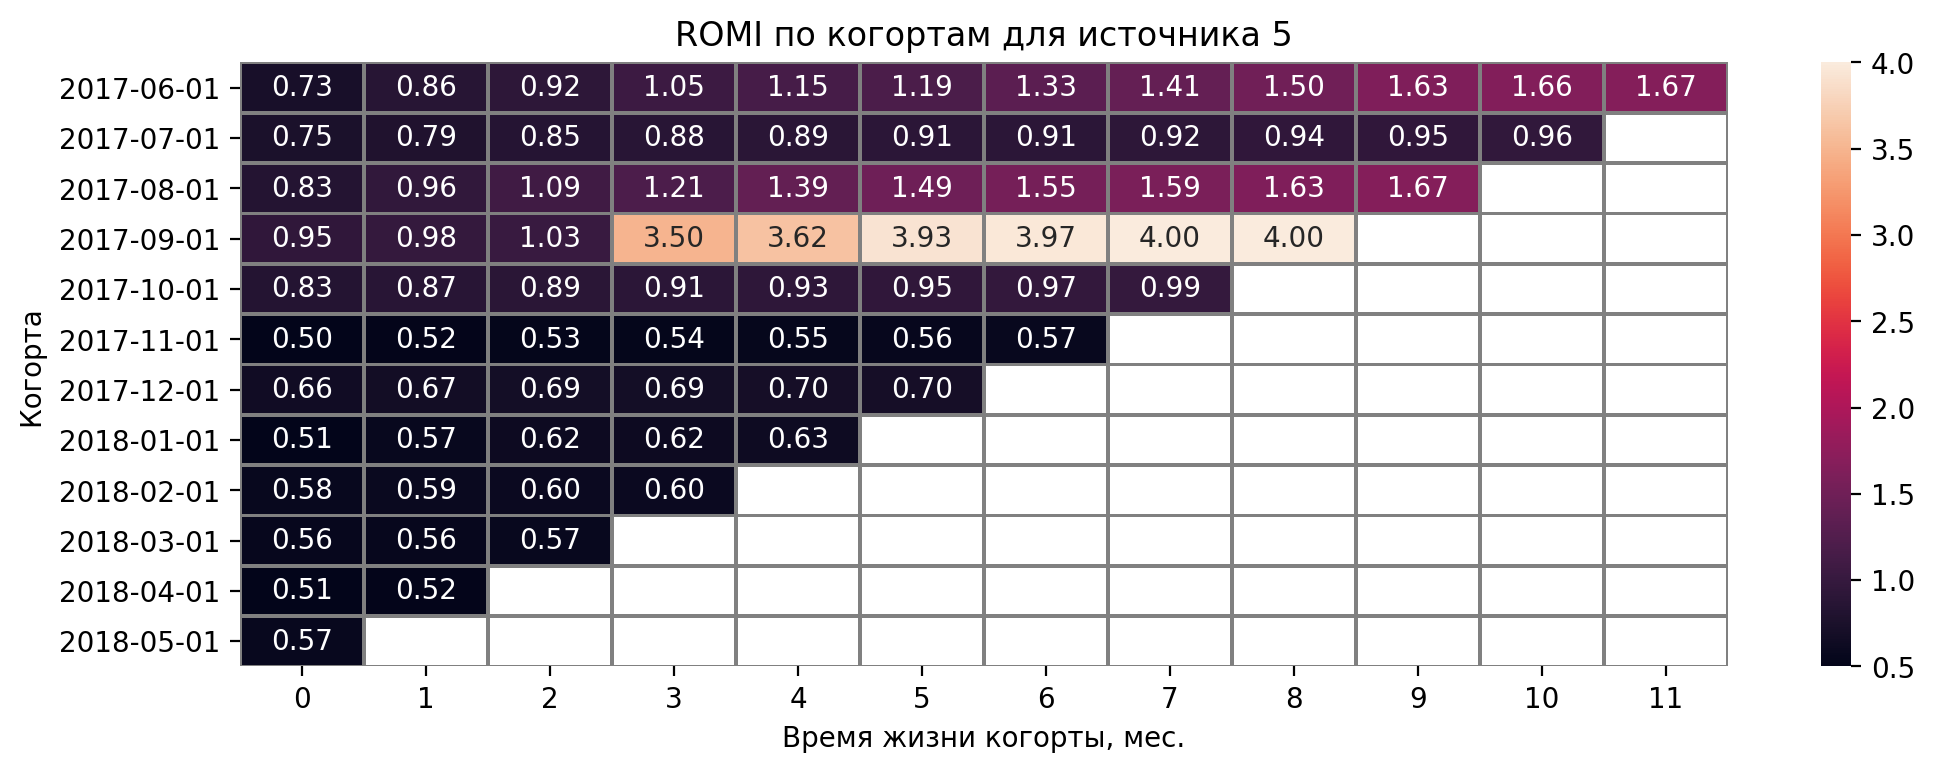 ROMI по когортам для источника 5
2017-06-01 0.73 0.86 0.92 1.05 1.15 1.19 1.33 1.41 1.50 1.63 1.66 1.67
2017-07-01 0.75 0.79 0.85 0.88 0.89 0.91 0.91 0.92 0.94 0.95 0.96
2017-08-01 0.83 0.96 1.09 1.21 1.39 1.49 1.55 1.59 1.63 1.67
2017-09-01 0.95 0.98 1.03 3.50 3.62 3.93 3.97 4.00 4.00
2017-10-01 0.83 0.87 0.89 0.91 0.93 0.95 0.97 0.99
2017-11-01 0.50 0.52 0.53 0.54 0.55 0.56 0.57
2017-12-01 0.66 0.67 0.69 0.69 0.70 0.70
2018-01-01 0.51 0.57 0.62 0.62 0.63
2018-02-01 0.58 0.59 0.60 0.60
2018-03-01 0.56 0.56 0.57
2018-04-01 0.51 0.52
2018-05-01 0.57
0 1 2 3 4 5 6 7 8 9 10 11
Время жизни когорты, мес.
Когорта
4.0
3.5
3.0
2.5
2.0
1.5
1.0
0.5